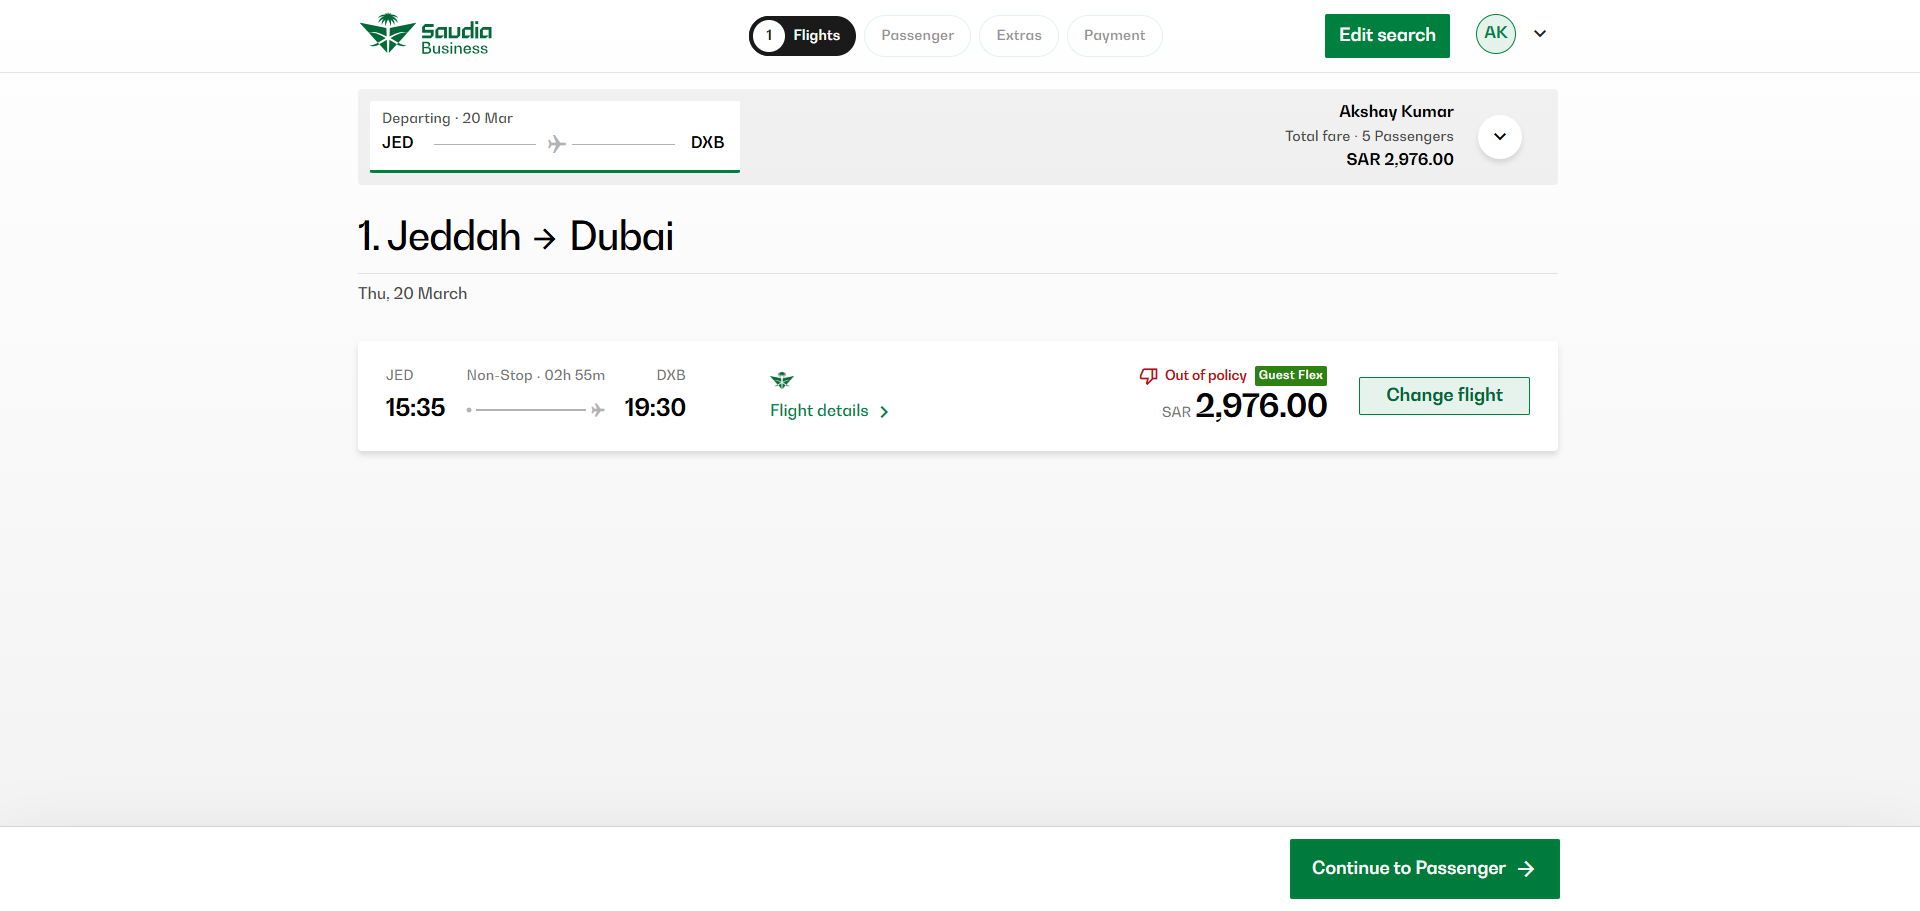 Saudia
Business
1 Flights
Passenger
Extras
Payment
Edit search
AK
Departing · 20 Mar
JED
DXB
Akshay Kumar
Total fare · 5 Passengers
SAR 2,976.00
1. Jeddah → Dubai
Thu, 20 March
JED
Non-Stop · 02h 55m
DXB
15:35
19:30
Flight details
Out of policy
Guest Flex
SAR 2,976.00
Change flight
Continue to Passenger →